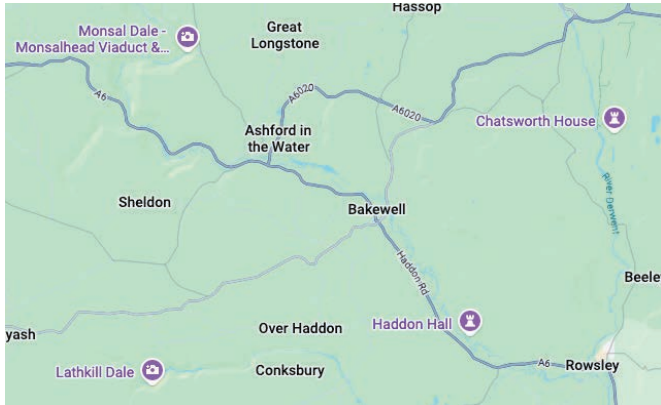 Hassop
Monsal Dale -
Monsalhead Viaduct &...
Great
Longstone
A6
A6020
A6020
Chatsworth House
Ashford in
the Water
Sheldon
Bakewell
River Derwent
Haddon Rd
Beele
yash
Over Haddon
Haddon Hall
Lathkill Dale
Conksbury
A6
Rowsley